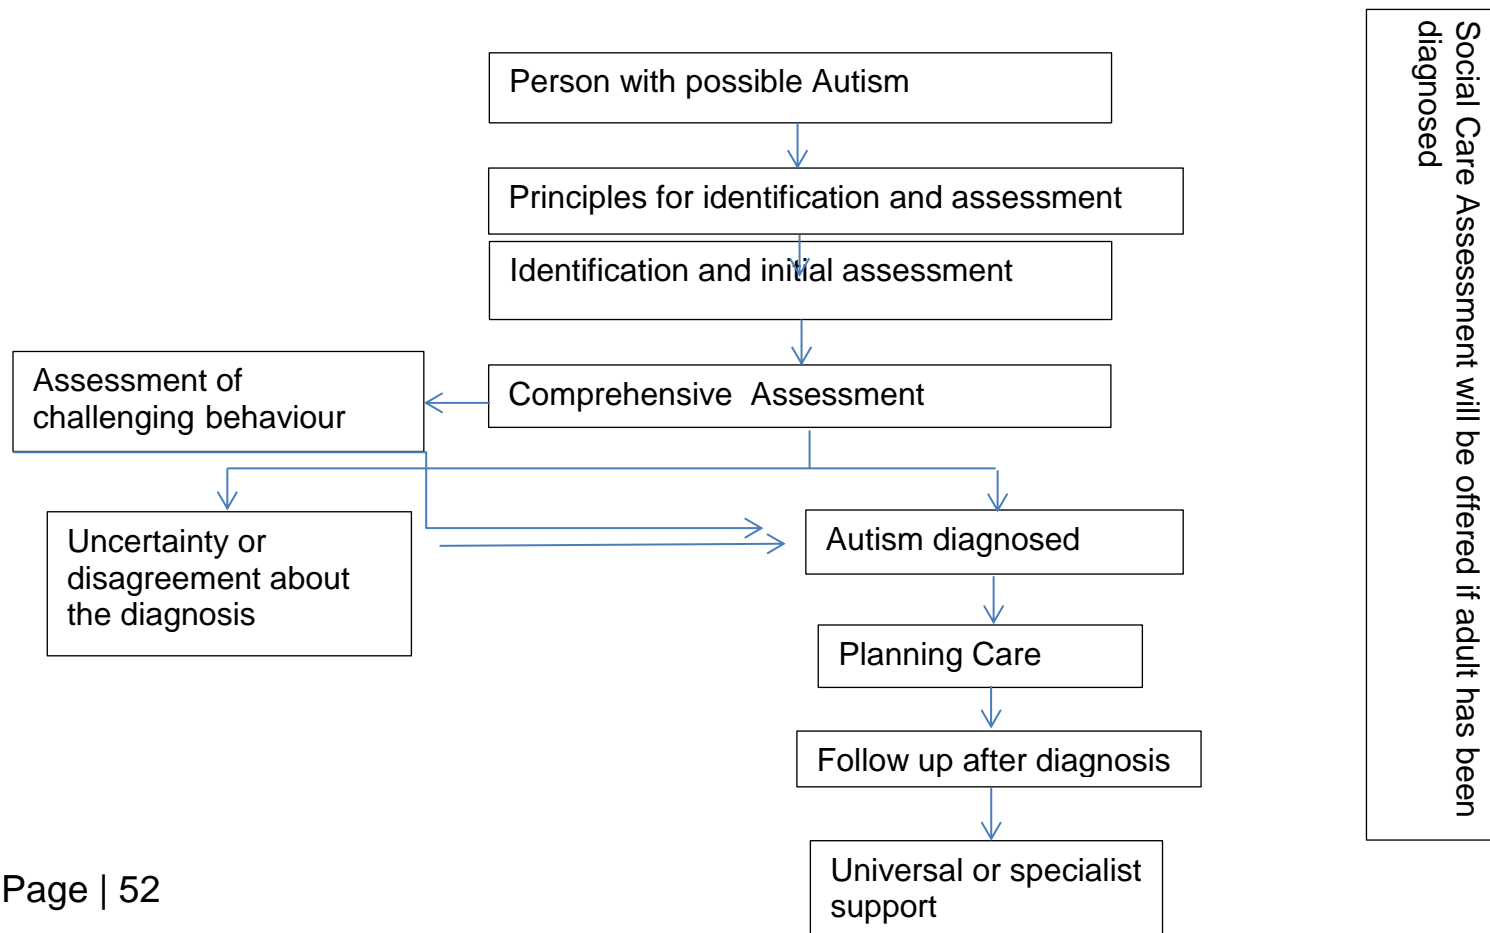 Person with possible Autism
Principles for identification and assessment
Identification and initial assessment
Comprehensive  Assessment
Assessment of
challenging behaviour
Uncertainty or
disagreement about
the diagnosis
Autism diagnosed
Planning Care
Follow up after diagnosis
Universal or specialist
support
Social Care Assessment will be offered if adult has been
diagnosed
Page | 52